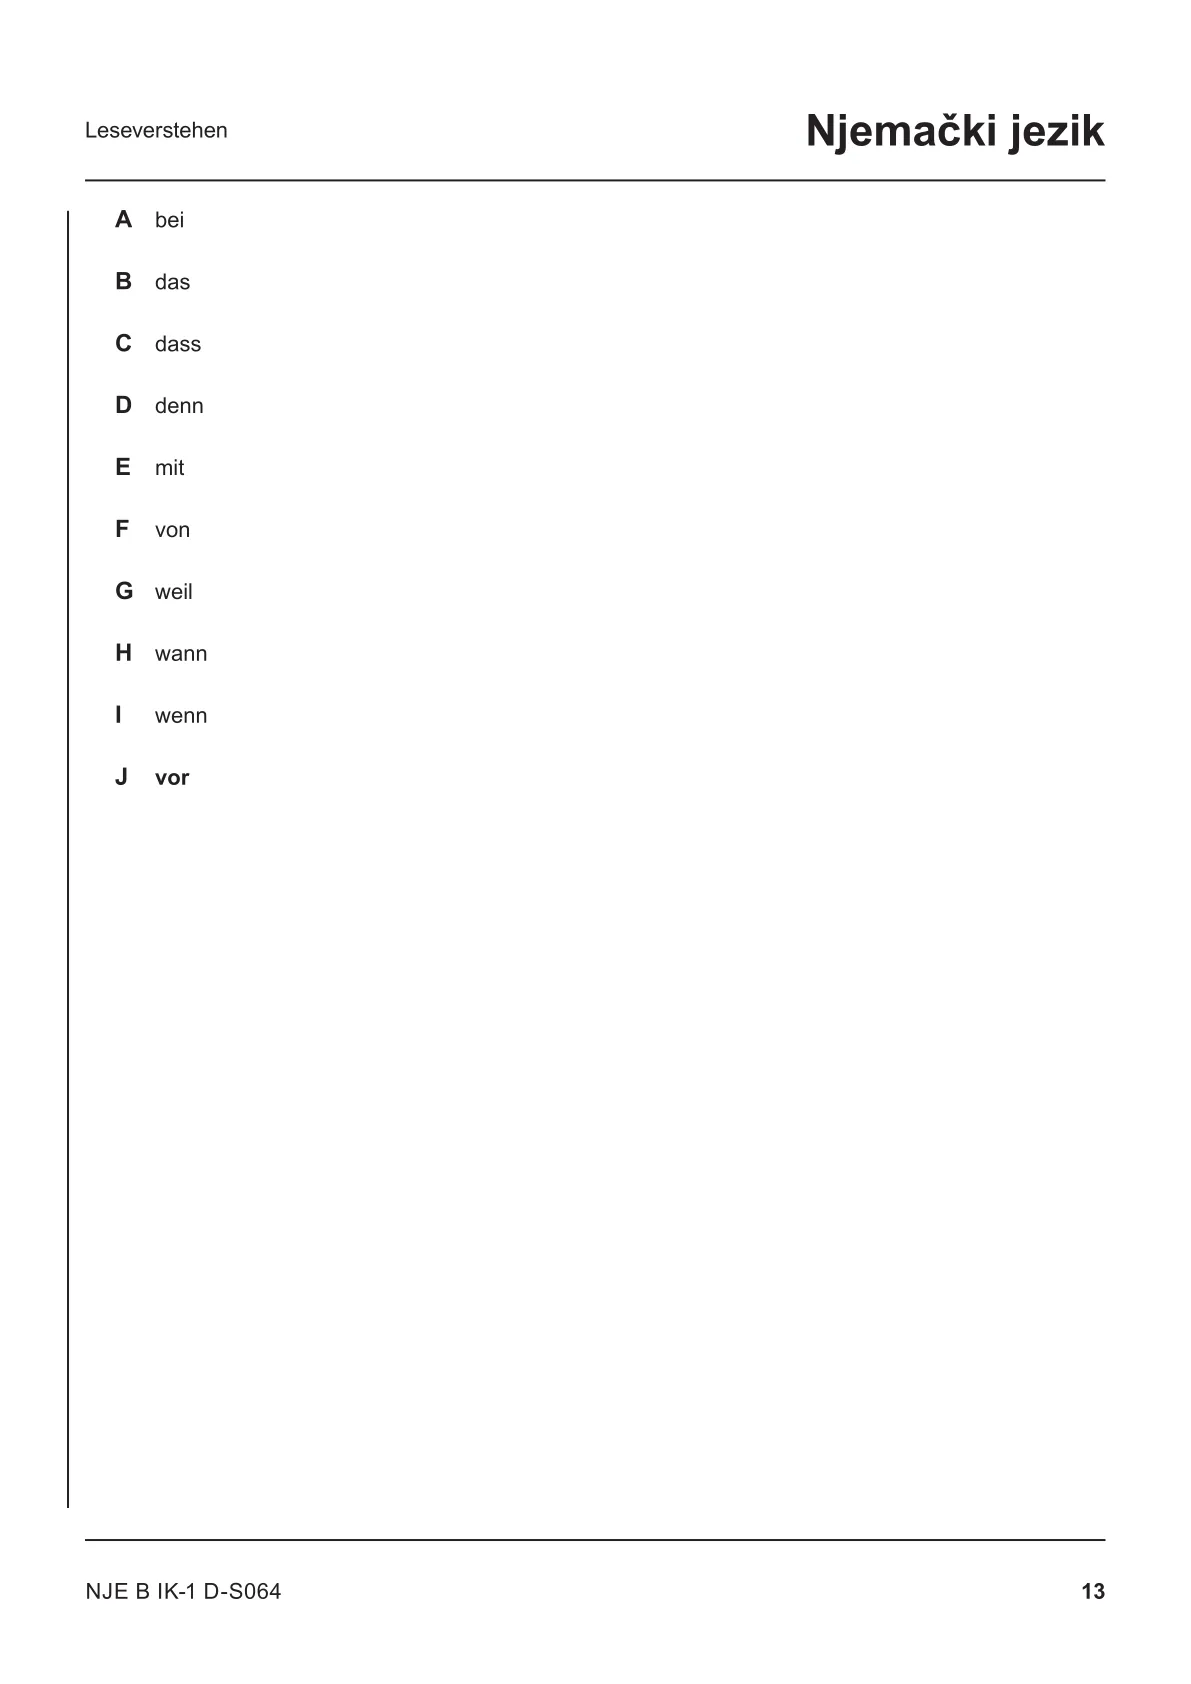 Leseverstehen
Njemački jezik
A bei
B das
C dass
D denn
E mit
F von
G weil
H wann
I wenn
J vor
NJE B IK-1 D-S064
13